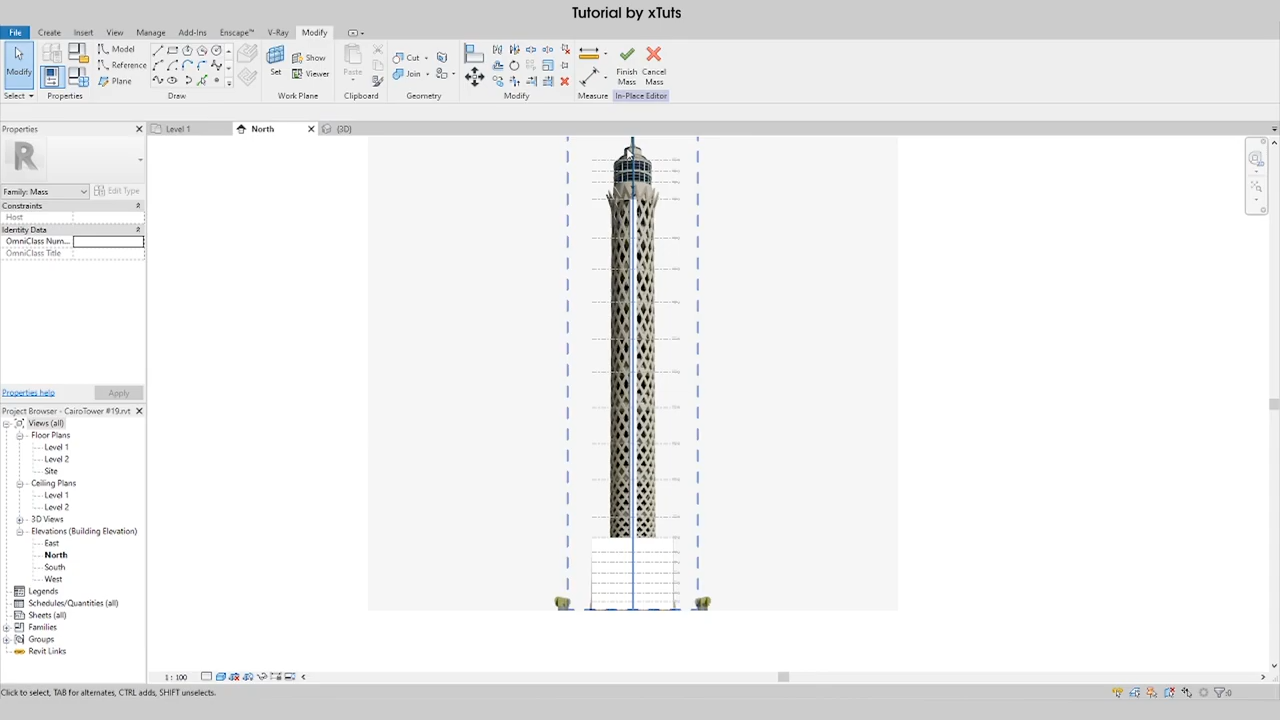 Tutorial by xTuts
File Create Insert View Manage Add-Ins Enscape™ V-Ray Modify
Modify
Model
Reference
Plane
Set
Show
Viewer
Paste
Cut
Join
Finish Mass
Cancel Mass
Select Properties Draw Work Plane Clipboard Geometry Modify Measure In-Place Editor
Properties
Level 1
North
{3D}
Family: Mass
Edit Type
Constraints
Host
Identity Data
OmniClass Num...
OmniClass Title
Properties help
Apply
Project Browser - CairoTower #19.rvt
Views (all)
Floor Plans
Level 1
Level 2
Site
Ceiling Plans
Level 1
Level 2
3D Views
Elevations (Building Elevation)
East
North
South
West
Legends
Schedules/Quantities (all)
Sheets (all)
Families
Groups
Revit Links
1 : 100
Click to select, TAB for alternates, CTRL adds, SHIFT unselects.
:0